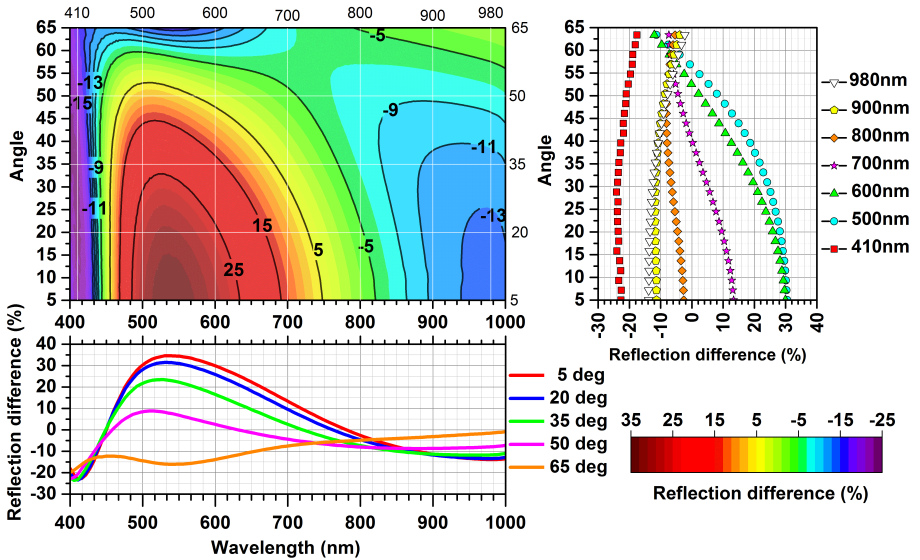 410 500 600 700 800 900 980
65 60 55 50 45 40 35 30 25 20 15 10 5
Angle
-13
-15
-9
-11
-5
-9
-11
-13
15
25
5
-5
65
50
35
20
5
400 500 600 700 800 900 1000
65 60 55 50 45 40 35 30 25 20 15 10 5
Angle
-30 -20 -10 0 10 20 30 40
Reflection difference (%)
980nm
900nm
800nm
700nm
600nm
500nm
410nm
40 30 20 10 0 -10 -20 -30
Reflection difference (%)
400 500 600 700 800 900 1000
Wavelength (nm)
5 deg
20 deg
35 deg
50 deg
65 deg
35 25 15 5 -5 -15 -25
Reflection difference (%)